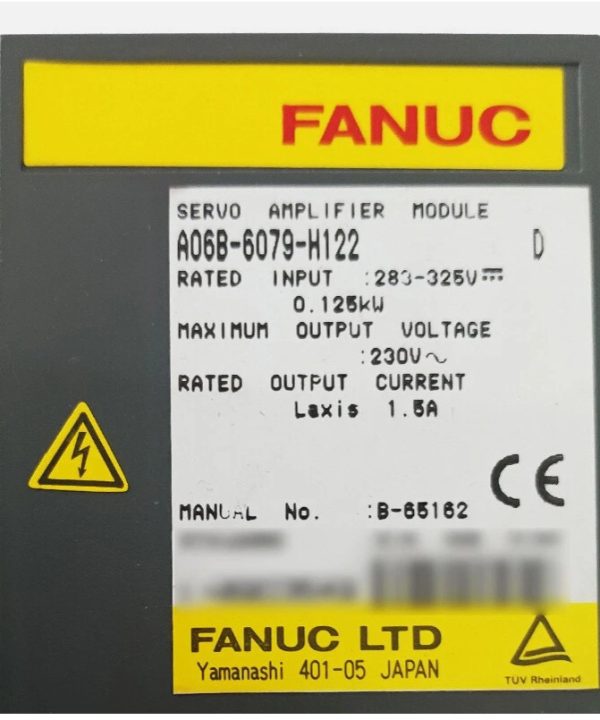 FANUC
SERVO AMPLIFIER MODULE
A06B-6079-H122 D
RATED INPUT :283-325V⎓
0.125kW
MAXIMUM OUTPUT VOLTAGE
:230V～
RATED OUTPUT CURRENT
Laxis 1.5A
CE
MANUAL No. :B-65162
FANUC LTD
Yamanashi 401-05 JAPAN
TUV Rheinland